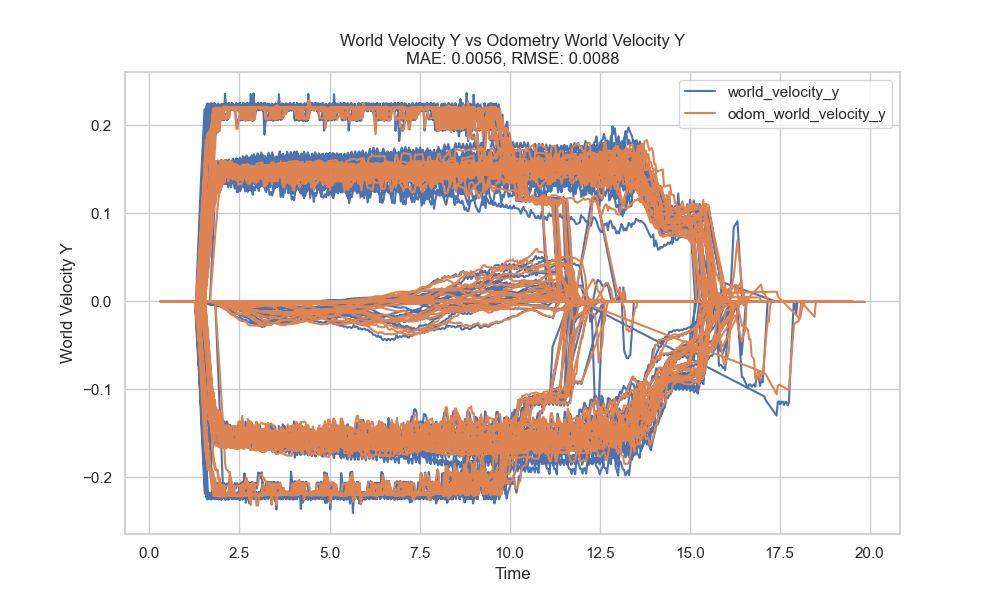 World Velocity Y vs Odometry World Velocity Y
MAE: 0.0056, RMSE: 0.0088
world_velocity_y
odom_world_velocity_y
0.2
0.1
0.0
−0.1
−0.2
World Velocity Y
0.0 2.5 5.0 7.5 10.0 12.5 15.0 17.5 20.0
Time